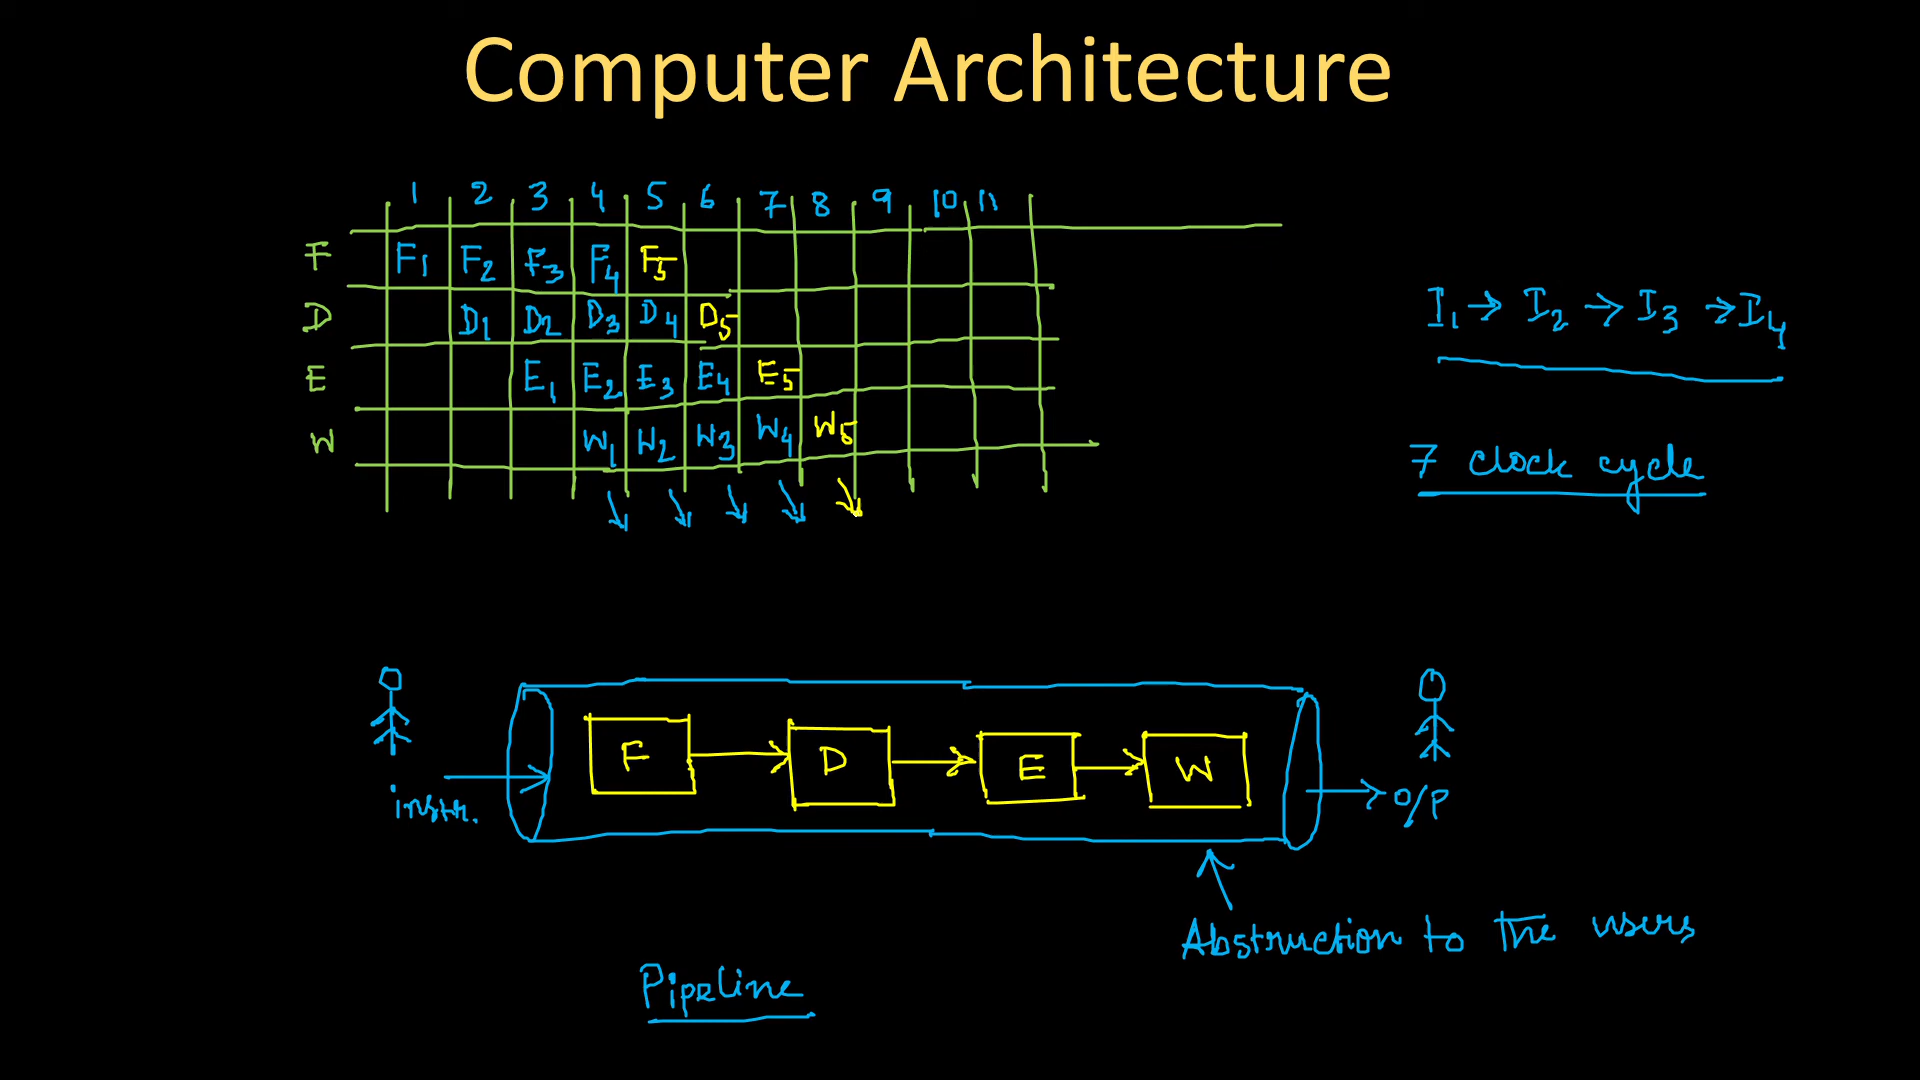 Computer Architecture
1 2 3 4 5 6 7 8 9 10 11
F F1 F2 F3 F4 F5
D D1 D2 D3 D4 D5
E E1 E2 E3 E4 E5
W W1 W2 W3 W4 W5
I1 → I2 → I3 → I4
7 clock cycle
F D E W
instr.
O/P
Abstruction to the users
Pipeline